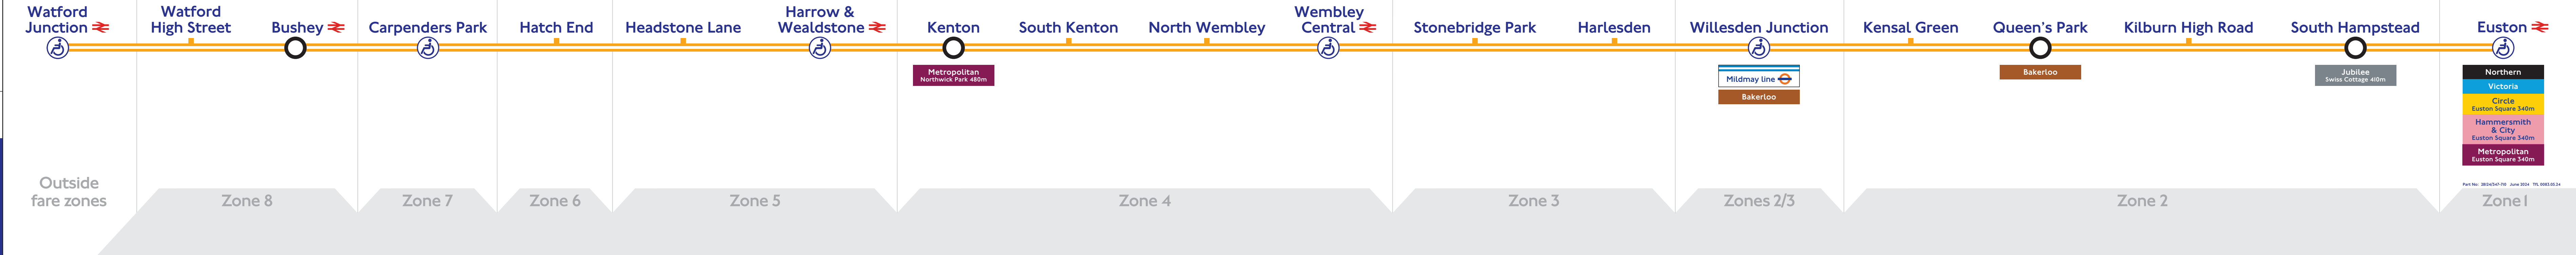 Watford
Junction
Watford
High Street
Bushey
Carpenders Park
Hatch End
Headstone Lane
Harrow &
Wealdstone
Kenton
South Kenton
North Wembley
Wembley
Central
Stonebridge Park
Harlesden
Willesden Junction
Kensal Green
Queen's Park
Kilburn High Road
South Hampstead
Euston
Metropolitan
Northwick Park 480m
Mildmay line
Bakerloo
Bakerloo
Jubilee
Swiss Cottage 410m
Northern
Victoria
Circle
Euston Square 340m
Hammersmith
& City
Euston Square 340m
Metropolitan
Euston Square 340m
Outside
fare zones
Zone 8
Zone 7
Zone 6
Zone 5
Zone 4
Zone 3
Zones 2/3
Zone 2
Zone 1